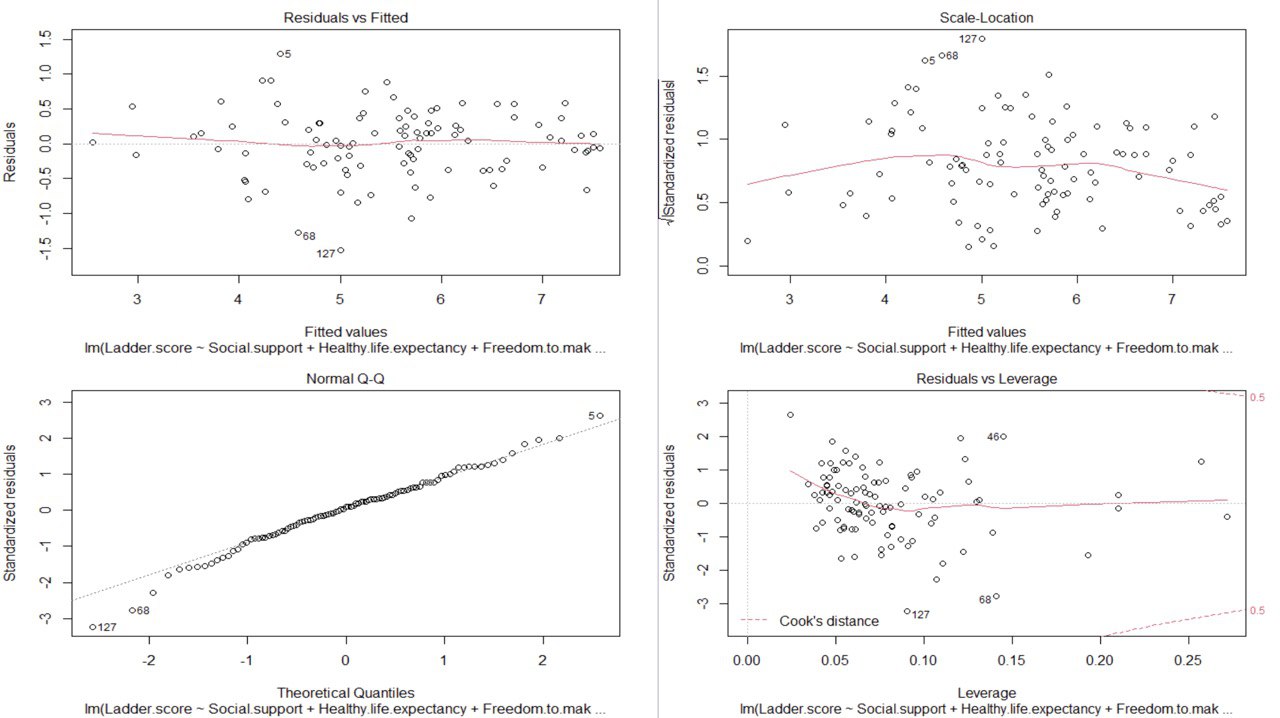 Residuals vs Fitted
Residuals
1.5
1.0
0.5
0.0
-0.5
-1.0
-1.5
5
68
127
3 4 5 6 7
Fitted values
lm(Ladder.score ~ Social.support + Healthy.life.expectancy + Freedom.to.mak ...
Scale-Location
√|Standardized residuals|
1.5
1.0
0.5
0.0
127
68
5
3 4 5 6 7
Fitted values
lm(Ladder.score ~ Social.support + Healthy.life.expectancy + Freedom.to.mak ...
Normal Q-Q
Standardized residuals
3
2
1
0
-1
-2
-3
5
68
127
-2 -1 0 1 2
Theoretical Quantiles
lm(Ladder.score ~ Social.support + Healthy.life.expectancy + Freedom.to.mak ...
Residuals vs Leverage
Standardized residuals
3
2
1
0
-1
-2
-3
0.5
46
68
127
0.5
Cook's distance
0.00 0.05 0.10 0.15 0.20 0.25
Leverage
lm(Ladder.score ~ Social.support + Healthy.life.expectancy + Freedom.to.mak ...